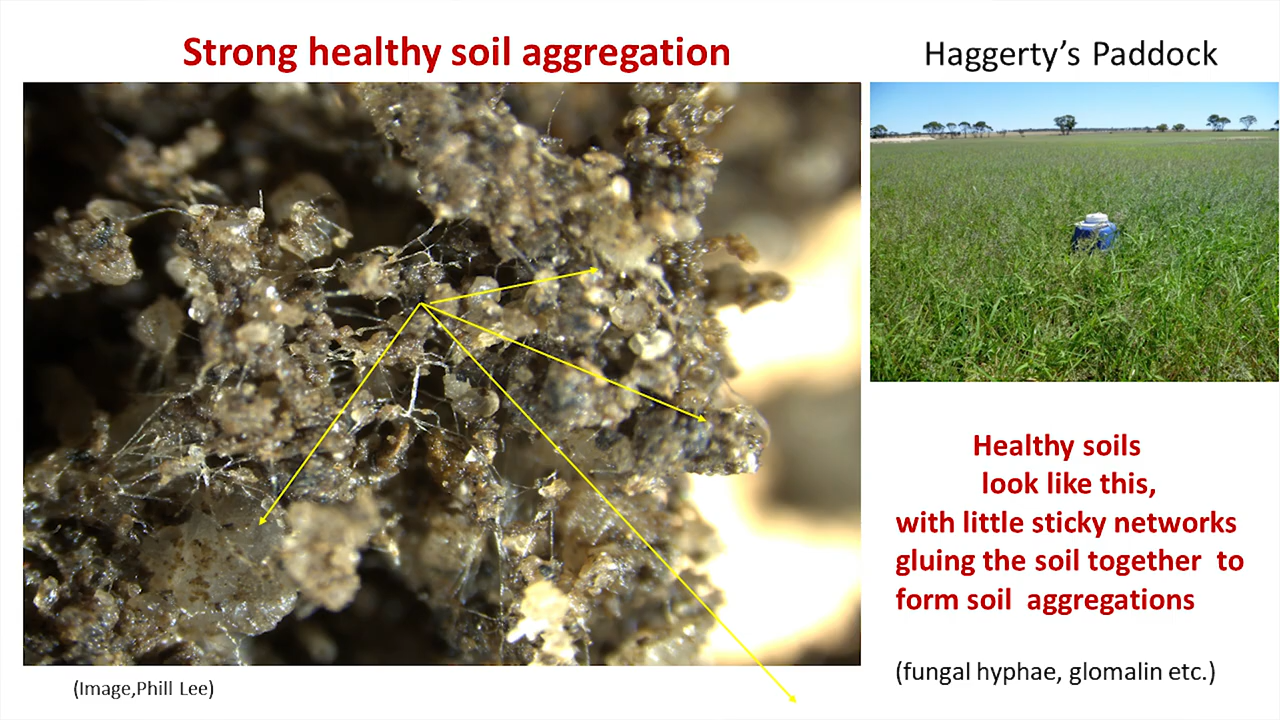 Strong healthy soil aggregation
Haggerty’s Paddock
Healthy soils
look like this,
with little sticky networks
gluing the soil together  to
form soil  aggregations
(fungal hyphae, glomalin etc.)
(Image,Phill Lee)